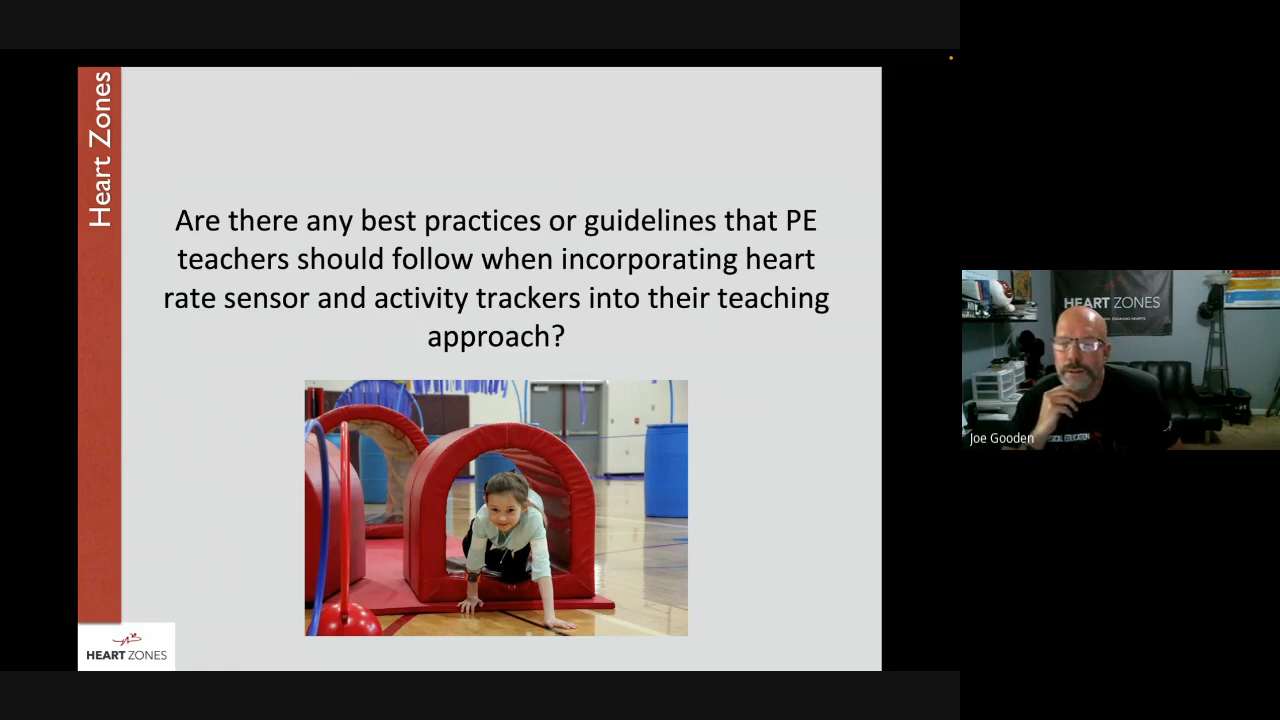 Heart Zones
Are there any best practices or guidelines that PE
teachers should follow when incorporating heart
rate sensor and activity trackers into their teaching
approach?
HEART ZONES
HEART ZONES
Joe Gooden